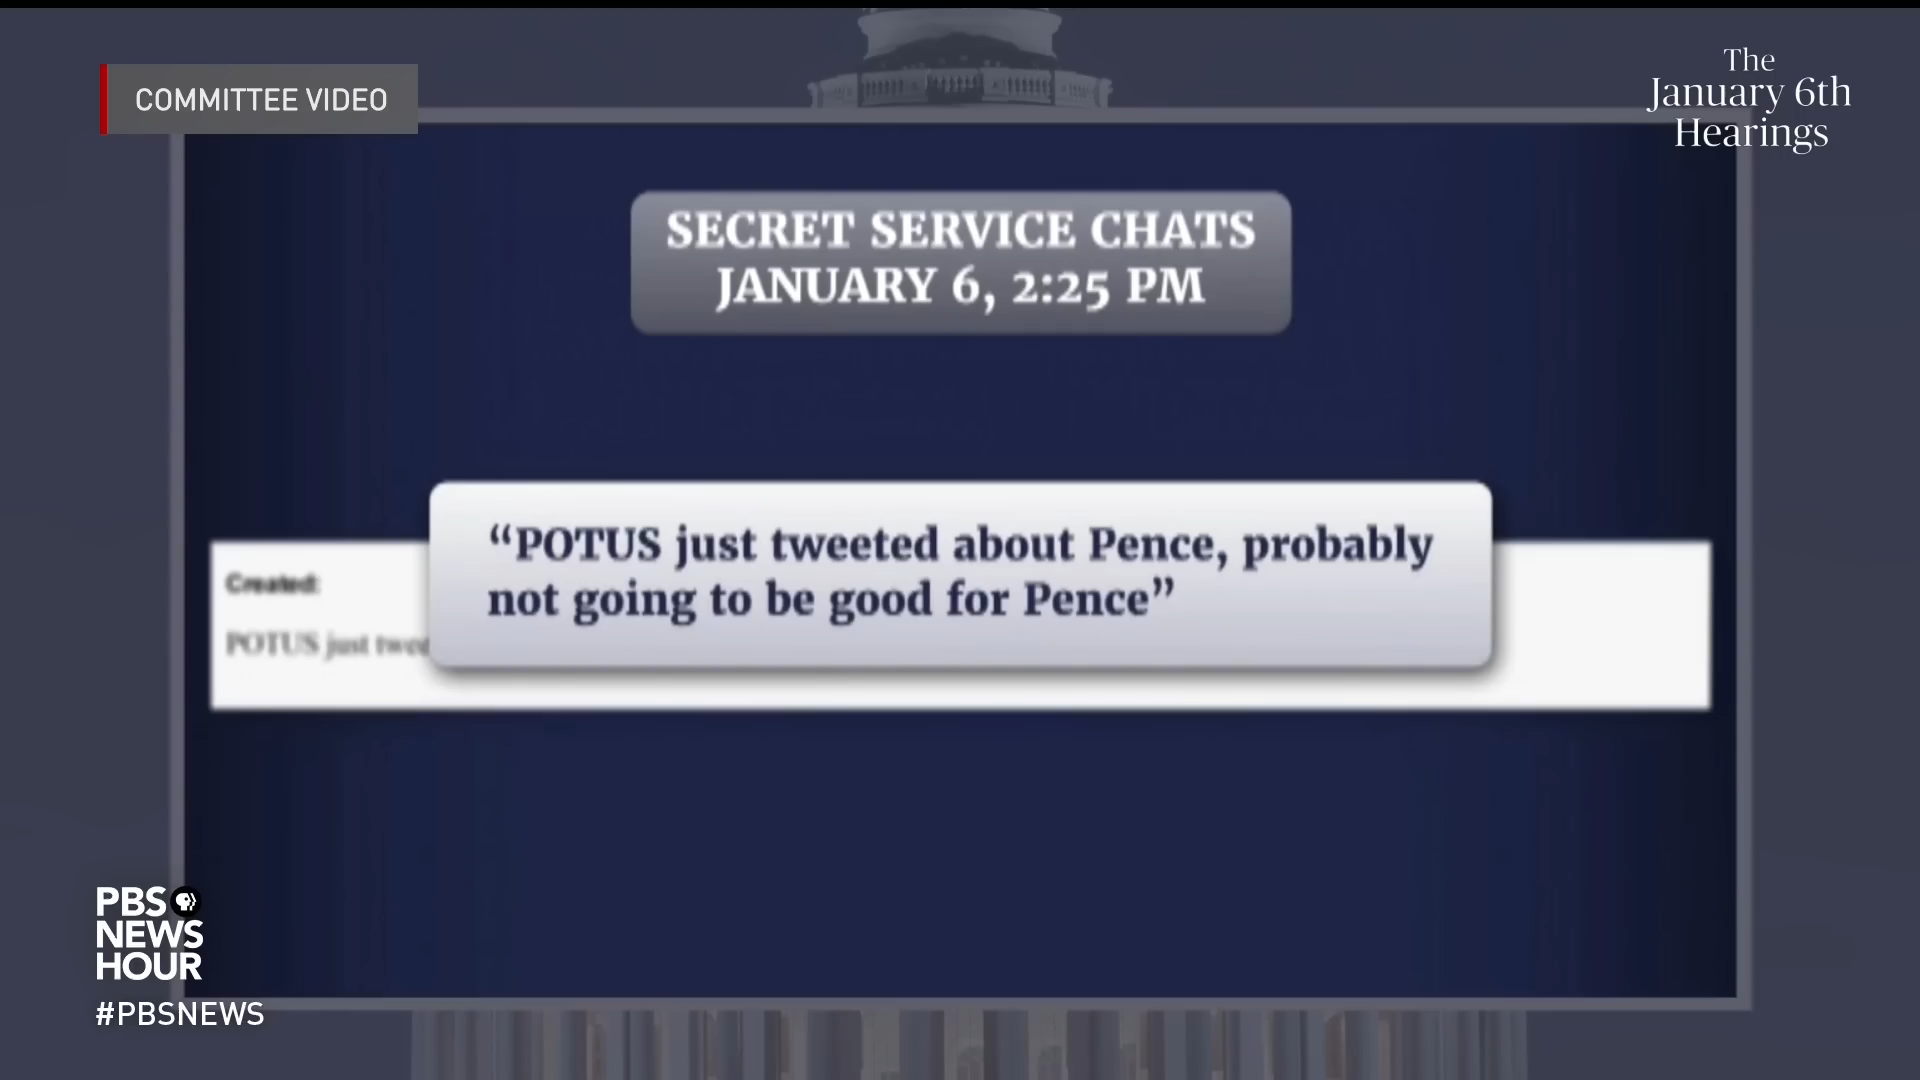 COMMITTEE VIDEO
The
January 6th
Hearings
SECRET SERVICE CHATS
JANUARY 6, 2:25 PM
“POTUS just tweeted about Pence, probably
not going to be good for Pence”
Created:
POTUS just twee
PBS
NEWS
HOUR
#PBSNEWS